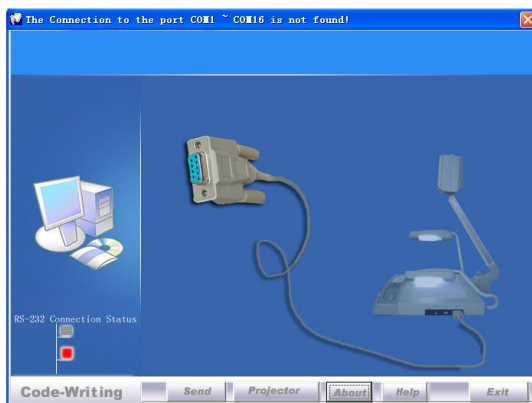 The Connection to the port COM1 ~ COM16 is not found!
RS-232 Connection Status
Code-Writing Send Projector About Help Exit